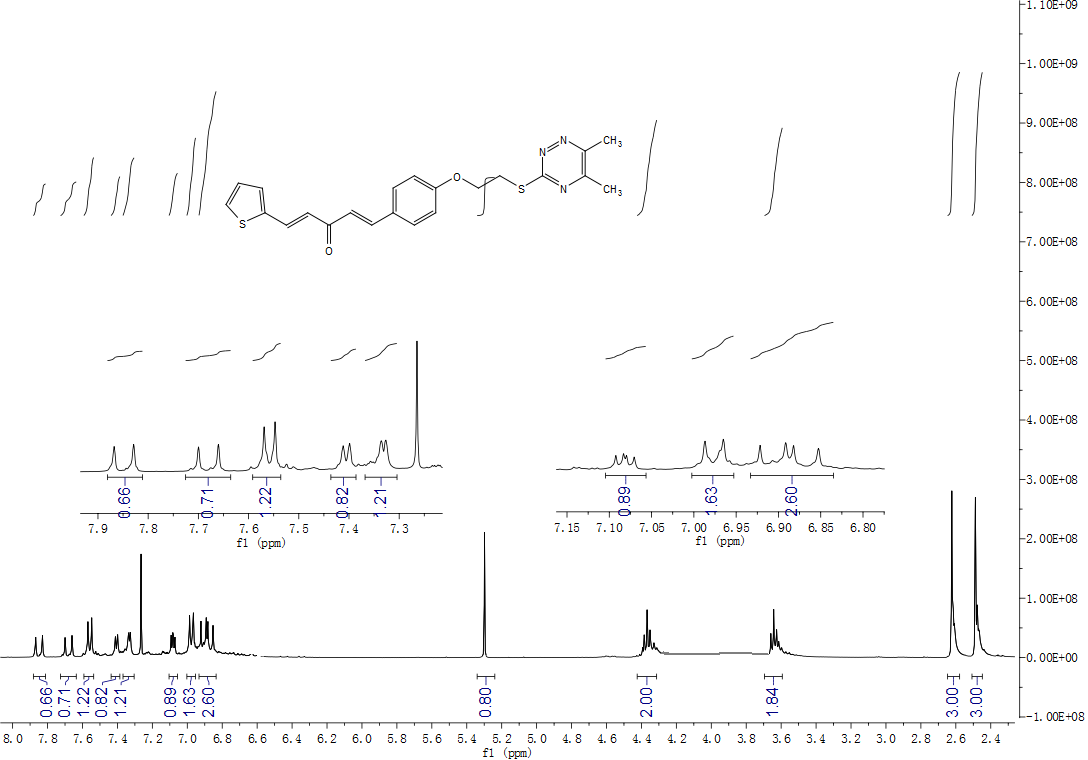 1.10E+09
1.00E+09
9.00E+08
8.00E+08
7.00E+08
6.00E+08
5.00E+08
4.00E+08
3.00E+08
2.00E+08
1.00E+08
0.00E+00
-1.00E+08
N N CH3
N CH3
O S N
S
O
0.66 0.71 1.22 0.82 1.21
7.9 7.8 7.7 7.6 7.5 7.4 7.3
f1 (ppm)
0.89 1.63 2.60
7.15 7.10 7.05 7.00 6.95 6.90 6.85 6.80
f1 (ppm)
0.66 0.71 1.22 0.82 1.21 0.89 1.63 2.60 0.80 2.00 1.84 3.00 3.00
8.0 7.8 7.6 7.4 7.2 7.0 6.8 6.6 6.4 6.2 6.0 5.8 5.6 5.4 5.2 5.0 4.8 4.6 4.4 4.2 4.0 3.8 3.6 3.4 3.2 3.0 2.8 2.6 2.4
f1 (ppm)